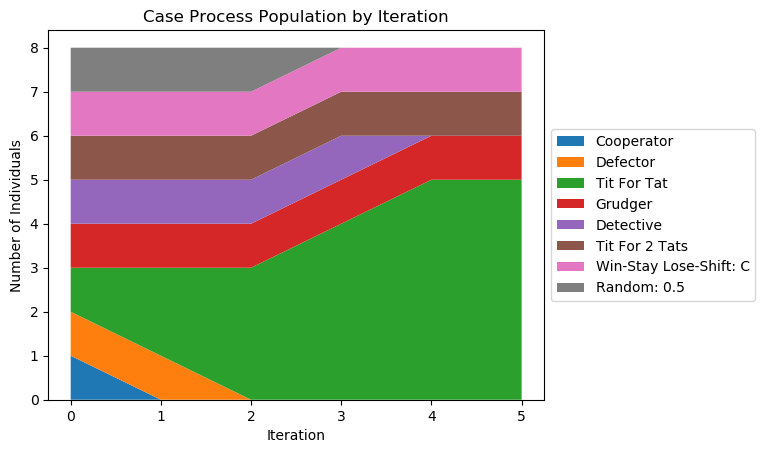 Case Process Population by Iteration
Number of Individuals
8
7
6
5
4
3
2
1
0
0 1 2 3 4 5
Iteration
Cooperator
Defector
Tit For Tat
Grudger
Detective
Tit For 2 Tats
Win-Stay Lose-Shift: C
Random: 0.5